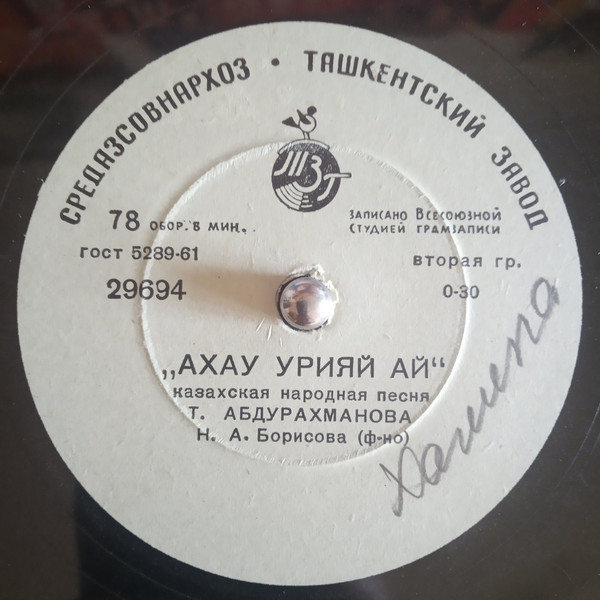 СРЕДАЗСОВНАРХОЗ • ТАШКЕНТСКИЙ ЗАВОД
ТЗГ
78 ОБОР. В МИН.
ГОСТ 5289-61
29694
ЗАПИСАНО ВСЕСОЮЗНОЙ
СТУДИЕЙ ГРАМЗАПИСИ
ВТОРАЯ ГР.
0-30
„АХАУ УРИЯЙ АЙ“
казахская народная песня
Т. АБДУРАХМАНОВА
Н. А. Борисова (ф-но)